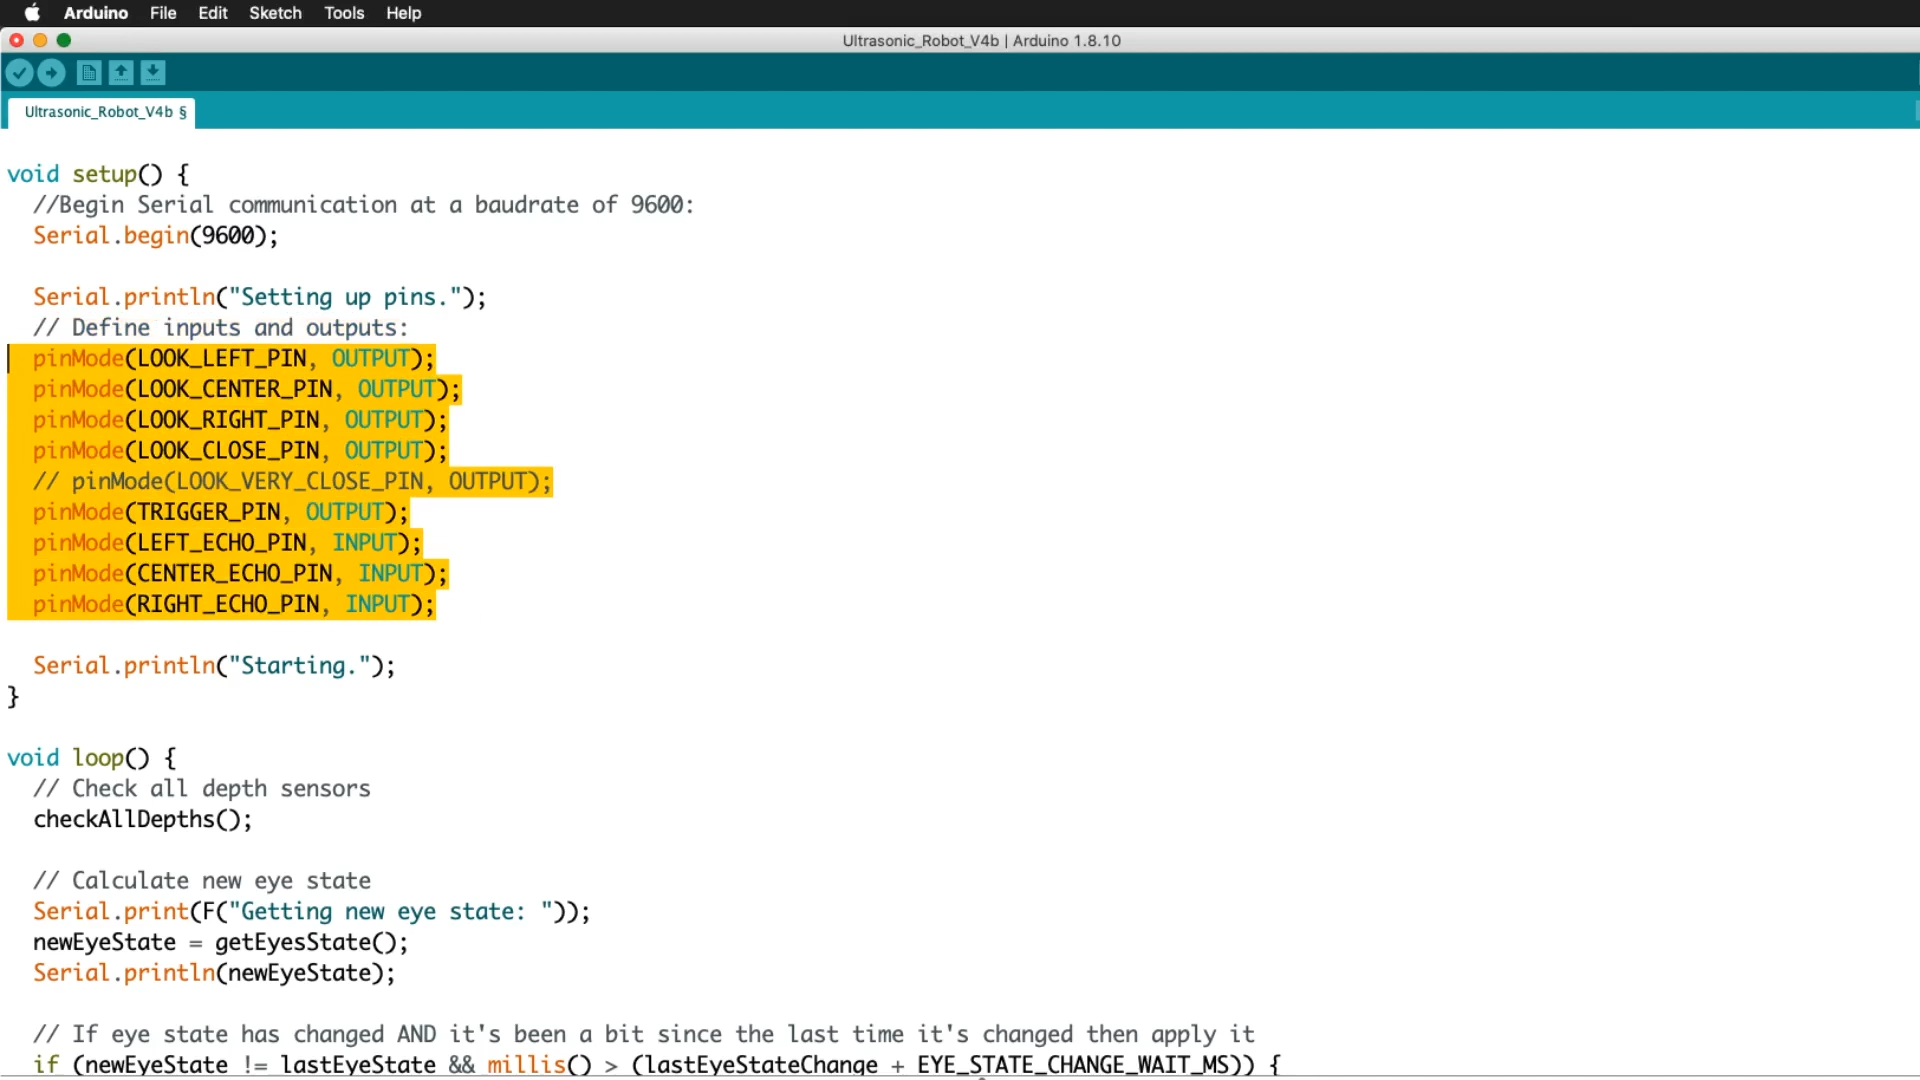 Arduino File Edit Sketch Tools Help
Ultrasonic_Robot_V4b | Arduino 1.8.10
Ultrasonic_Robot_V4b §
void setup() {
//Begin Serial communication at a baudrate of 9600:
Serial.begin(9600);
Serial.println("Setting up pins.");
// Define inputs and outputs:
pinMode(LOOK_LEFT_PIN, OUTPUT);
pinMode(LOOK_CENTER_PIN, OUTPUT);
pinMode(LOOK_RIGHT_PIN, OUTPUT);
pinMode(LOOK_CLOSE_PIN, OUTPUT);
// pinMode(LOOK_VERY_CLOSE_PIN, OUTPUT);
pinMode(TRIGGER_PIN, OUTPUT);
pinMode(LEFT_ECHO_PIN, INPUT);
pinMode(CENTER_ECHO_PIN, INPUT);
pinMode(RIGHT_ECHO_PIN, INPUT);
Serial.println("Starting.");
}
void loop() {
// Check all depth sensors
checkAllDepths();
// Calculate new eye state
Serial.print(F("Getting new eye state: "));
newEyeState = getEyesState();
Serial.println(newEyeState);
// If eye state has changed AND it's been a bit since the last time it's changed then apply it
if (newEyeState != lastEyeState && millis() > (lastEyeStateChange + EYE_STATE_CHANGE_WAIT_MS)) {